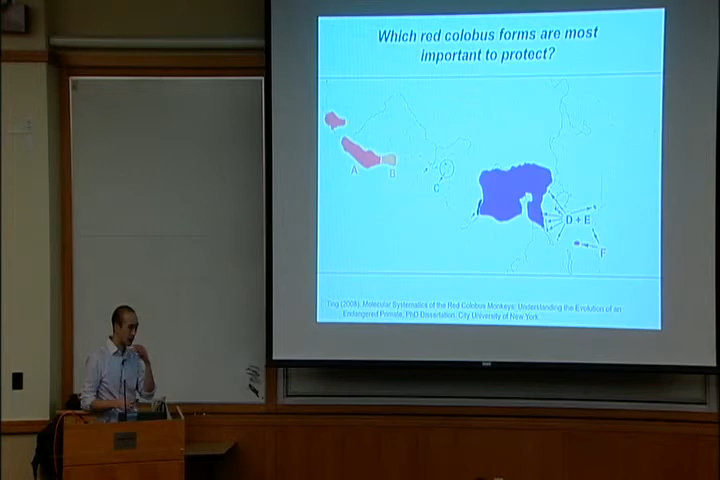 Which red colobus forms are most
important to protect?
A
B
C
D + E
F
Ting (2008). Molecular Systematics of the Red Colobus Monkeys: Understanding the Evolution of an
Endangered Primate, PhD Dissertation, City University of New York